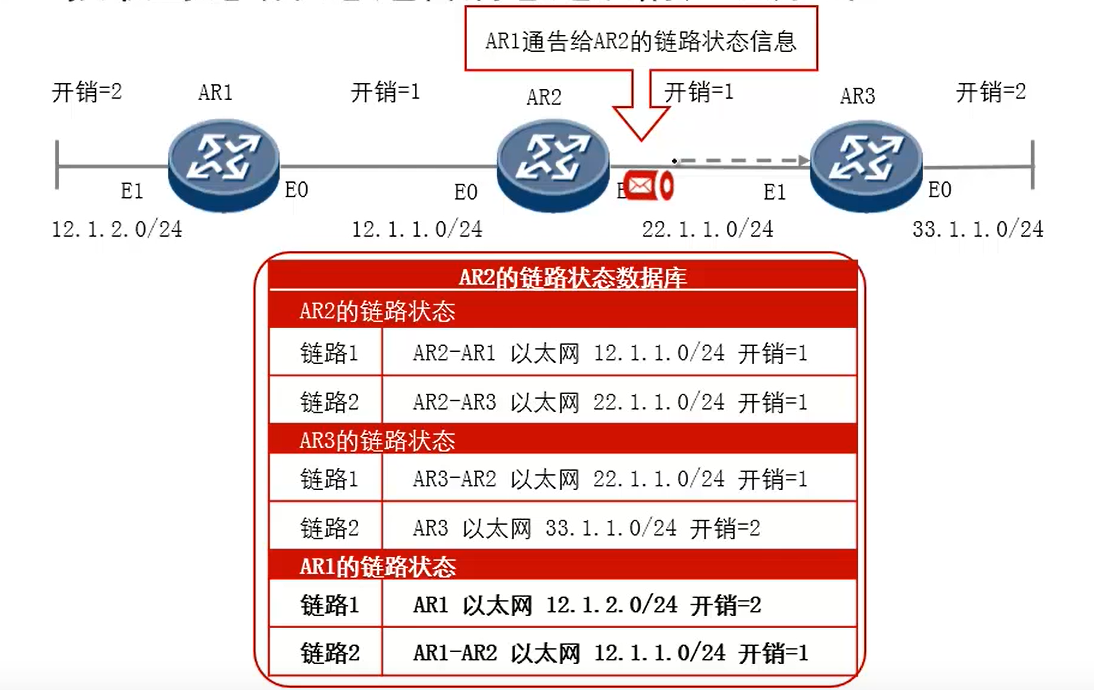 AR1通告给AR2的链路状态信息
开销=2 AR1 开销=1 AR2 开销=1 AR3 开销=2
E1 E0 E0 E1 E0
12.1.2.0/24 12.1.1.0/24 22.1.1.0/24 33.1.1.0/24
AR2的链路状态数据库
AR2的链路状态
链路1 AR2-AR1 以太网 12.1.1.0/24 开销=1
链路2 AR2-AR3 以太网 22.1.1.0/24 开销=1
AR3的链路状态
链路1 AR3-AR2 以太网 22.1.1.0/24 开销=1
链路2 AR3 以太网 33.1.1.0/24 开销=2
AR1的链路状态
链路1 AR1 以太网 12.1.2.0/24 开销=2
链路2 AR1-AR2 以太网 12.1.1.0/24 开销=1